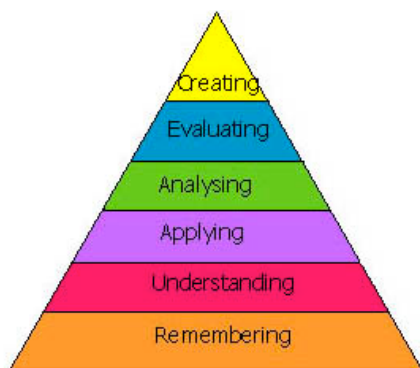 Creating
Evaluating
Analysing
Applying
Understanding
Remembering